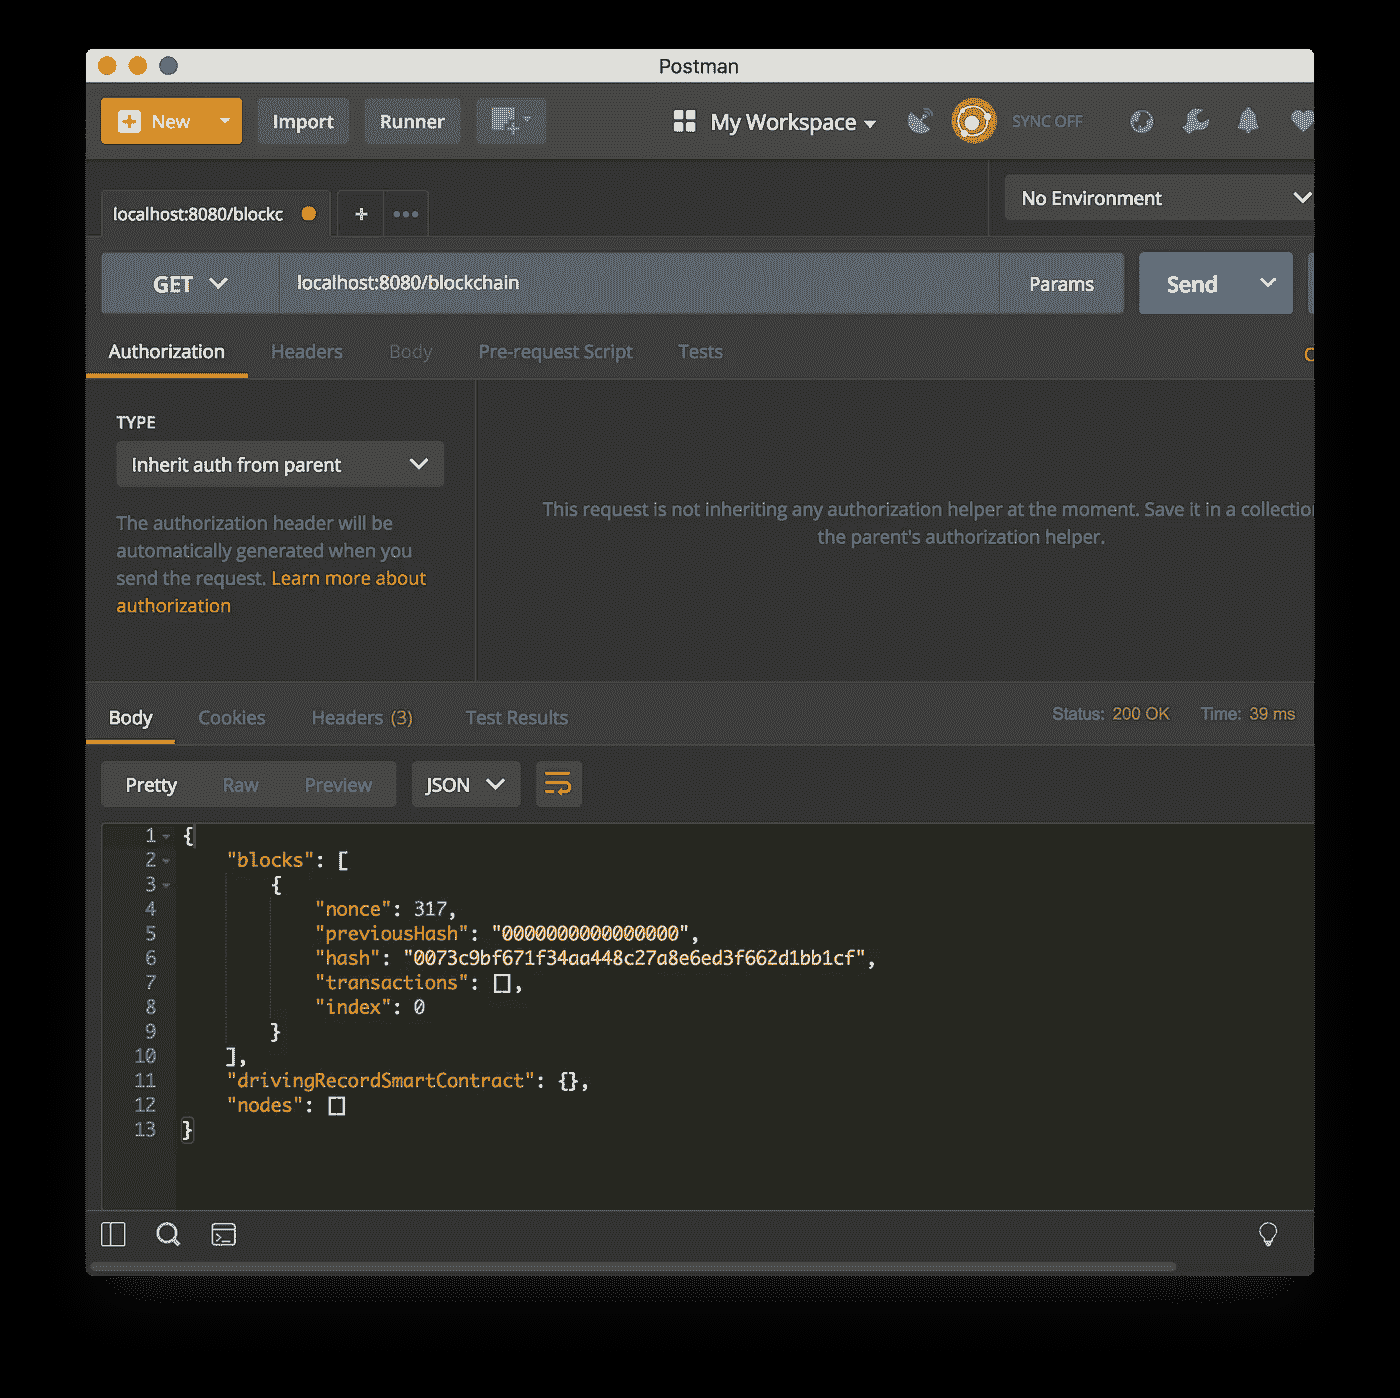 Postman
New Import Runner My Workspace SYNC OFF
localhost:8080/blockc + ••• No Environment
GET localhost:8080/blockchain Params Send
Authorization Headers Body Pre-request Script Tests
TYPE
Inherit auth from parent
The authorization header will be
automatically generated when you
send the request. Learn more about
authorization
This request is not inheriting any authorization helper at the moment. Save it in a collection
the parent's authorization helper.
Body Cookies Headers (3) Test Results Status: 200 OK Time: 39 ms
Pretty Raw Preview JSON
1 {
2 "blocks": [
3 {
4 "nonce": 317,
5 "previousHash": "0000000000000000",
6 "hash": "0073c9bf671f34aa448c27a8e6ed3f662d1bb1cf",
7 "transactions": [],
8 "index": 0
9 }
10 ],
11 "drivingRecordSmartContract": {},
12 "nodes": []
13 }